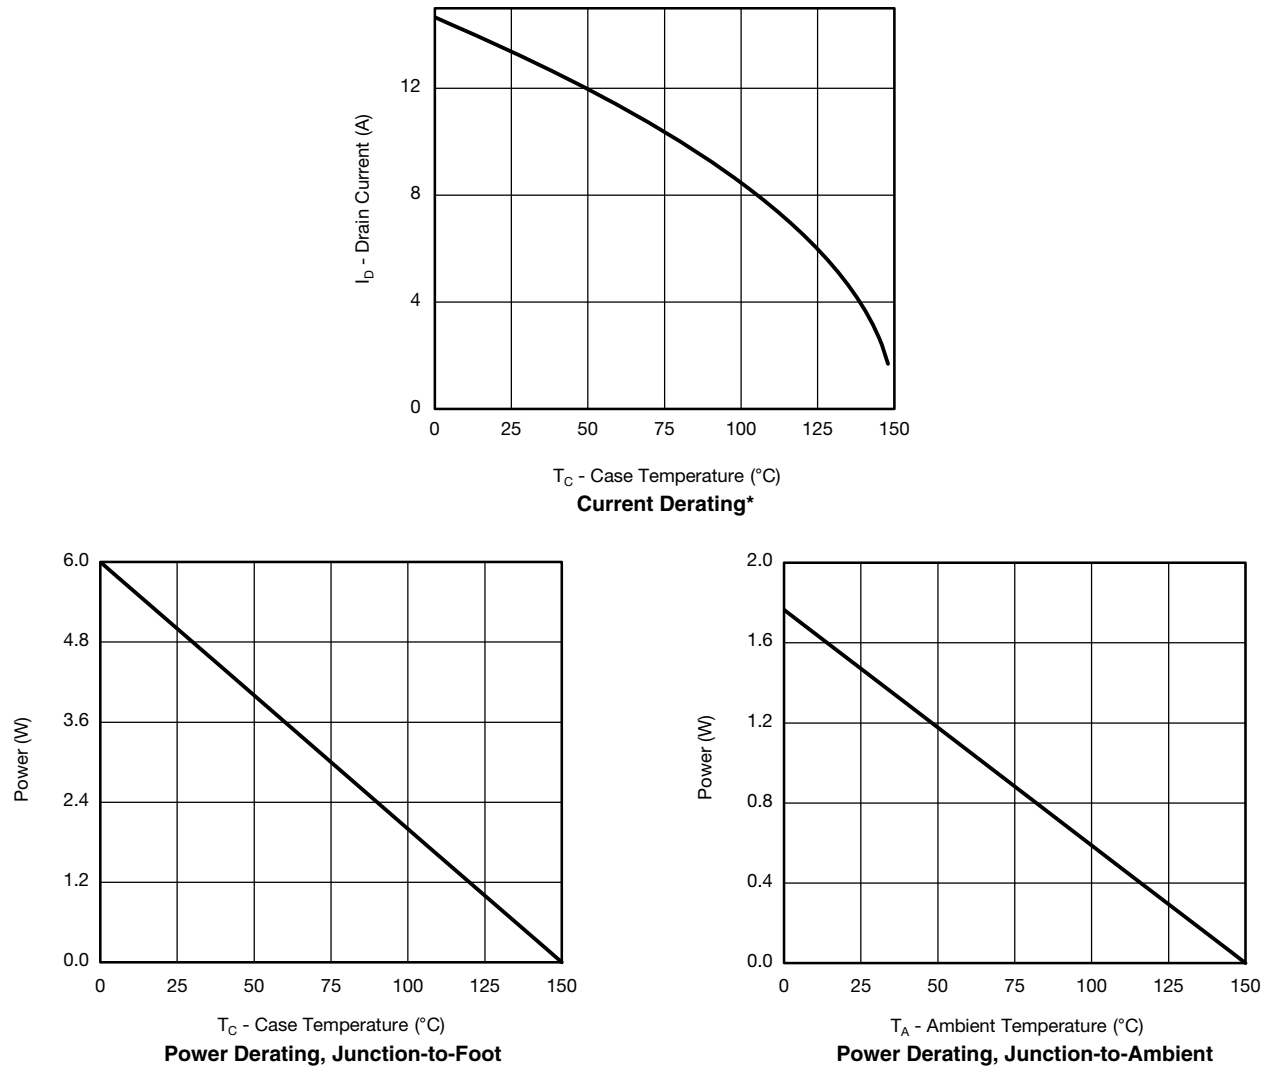 12
8
4
0
I_D - Drain Current (A)
0 25 50 75 100 125 150
T_C - Case Temperature (°C)
Current Derating*
6.0
4.8
3.6
2.4
1.2
0.0
Power (W)
0 25 50 75 100 125 150
T_C - Case Temperature (°C)
Power Derating, Junction-to-Foot
2.0
1.6
1.2
0.8
0.4
0.0
Power (W)
0 25 50 75 100 125 150
T_A - Ambient Temperature (°C)
Power Derating, Junction-to-Ambient